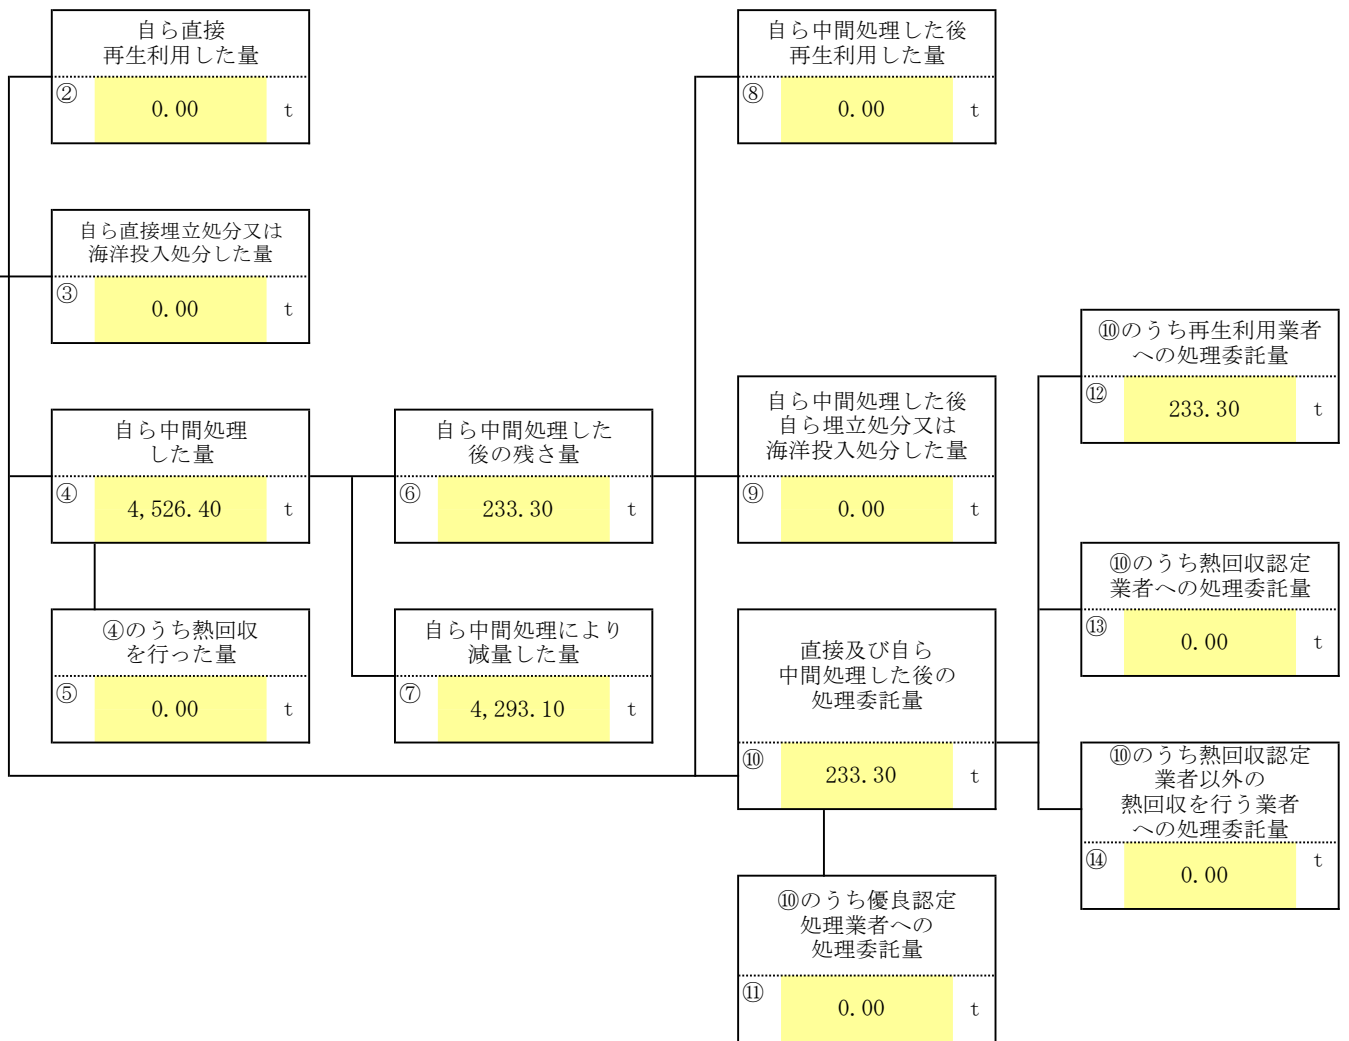 自ら直接
再生利用した量
② 0.00 t
自ら中間処理した後
再生利用した量
⑧ 0.00 t
自ら直接埋立処分又は
海洋投入処分した量
③ 0.00 t
⑩のうち再生利用業者
への処理委託量
⑫ 233.30 t
自ら中間処理
した量
④ 4,526.40 t
自ら中間処理した
後の残さ量
⑥ 233.30 t
自ら中間処理した後
自ら埋立処分又は
海洋投入処分した量
⑨ 0.00 t
⑩のうち熱回収認定
業者への処理委託量
⑬ 0.00 t
④のうち熱回収
を行った量
⑤ 0.00 t
自ら中間処理により
減量した量
⑦ 4,293.10 t
直接及び自ら
中間処理した後の
処理委託量
⑩ 233.30 t
⑩のうち熱回収認定
業者以外の
熱回収を行う業者
への処理委託量
⑭ 0.00 t
⑩のうち優良認定
処理業者への
処理委託量
⑪ 0.00 t